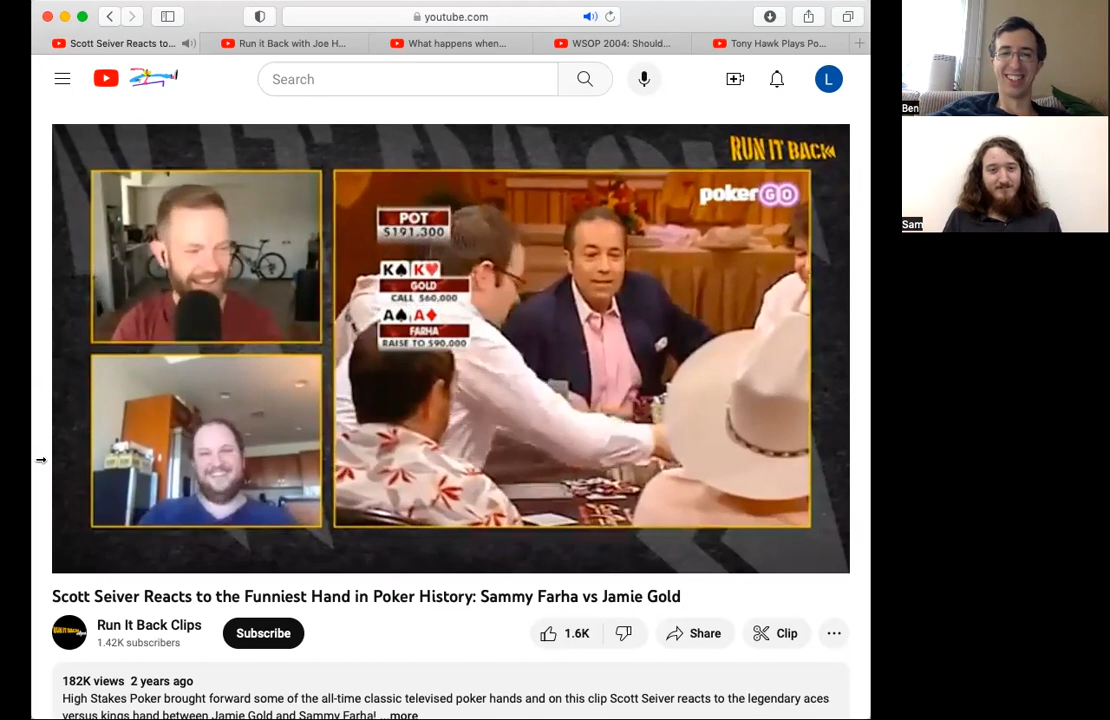 youtube.com
Scott Seiver Reacts to...
Run it Back with Joe H...
What happens when...
WSOP 2004: Should...
Tony Hawk Plays Po...
Search
L
RUN IT BACK
pokerGO
POT
$191,300
K♠ K♥
GOLD
CALL $60,000
A♠ A♦
FARHA
RAISE TO $90,000
Scott Seiver Reacts to the Funniest Hand in Poker History: Sammy Farha vs Jamie Gold
Run It Back Clips
1.42K subscribers
Subscribe
1.6K
Share
Clip
182K views 2 years ago
High Stakes Poker brought forward some of the all-time classic televised poker hands and on this clip Scott Seiver reacts to the legendary aces
versus kings hand between Jamie Gold and Sammy Farha! ...more
Ben
Sam